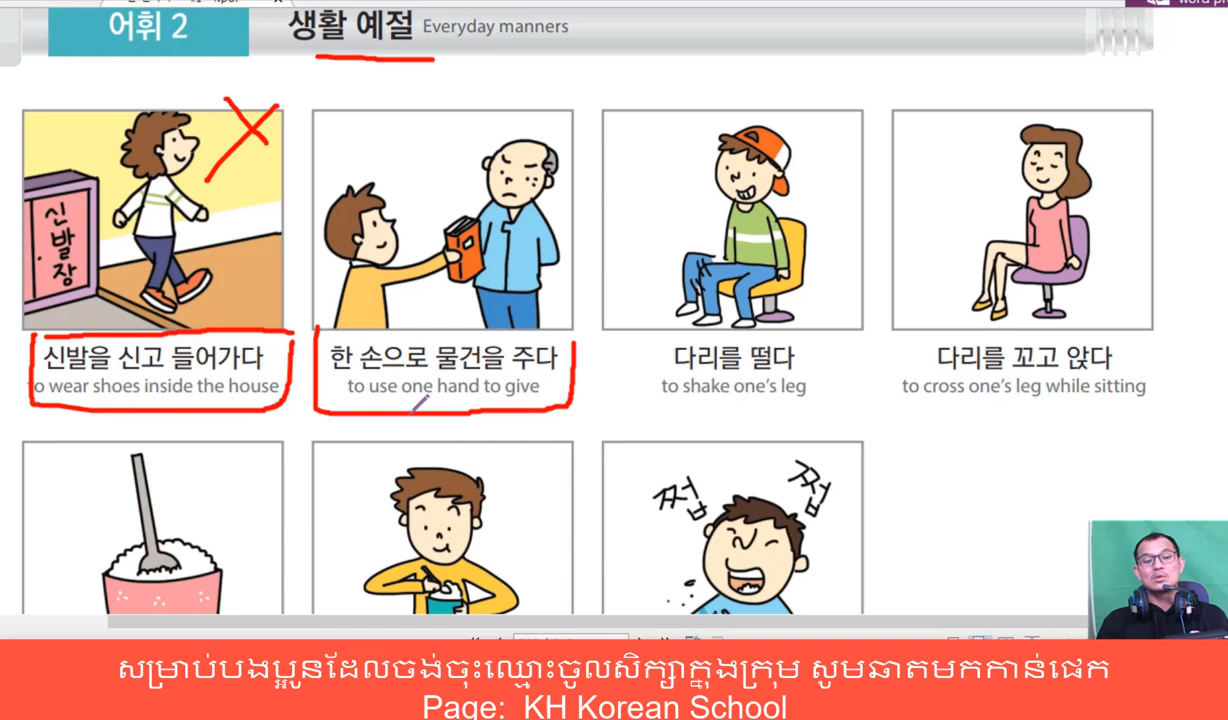 어휘 2
생활 예절 Everyday manners
신발장
신발을 신고 들어가다
to wear shoes inside the house
한 손으로 물건을 주다
to use one hand to give
다리를 떨다
to shake one's leg
다리를 꼬고 앉다
to cross one's leg while sitting
쩝 쩝
សម្រាប់បងប្អូនដែលចង់ចុះឈ្មោះចូលសិក្សាក្នុងក្រុម សូមឆាតមកកាន់ផេក
Page: KH Korean School